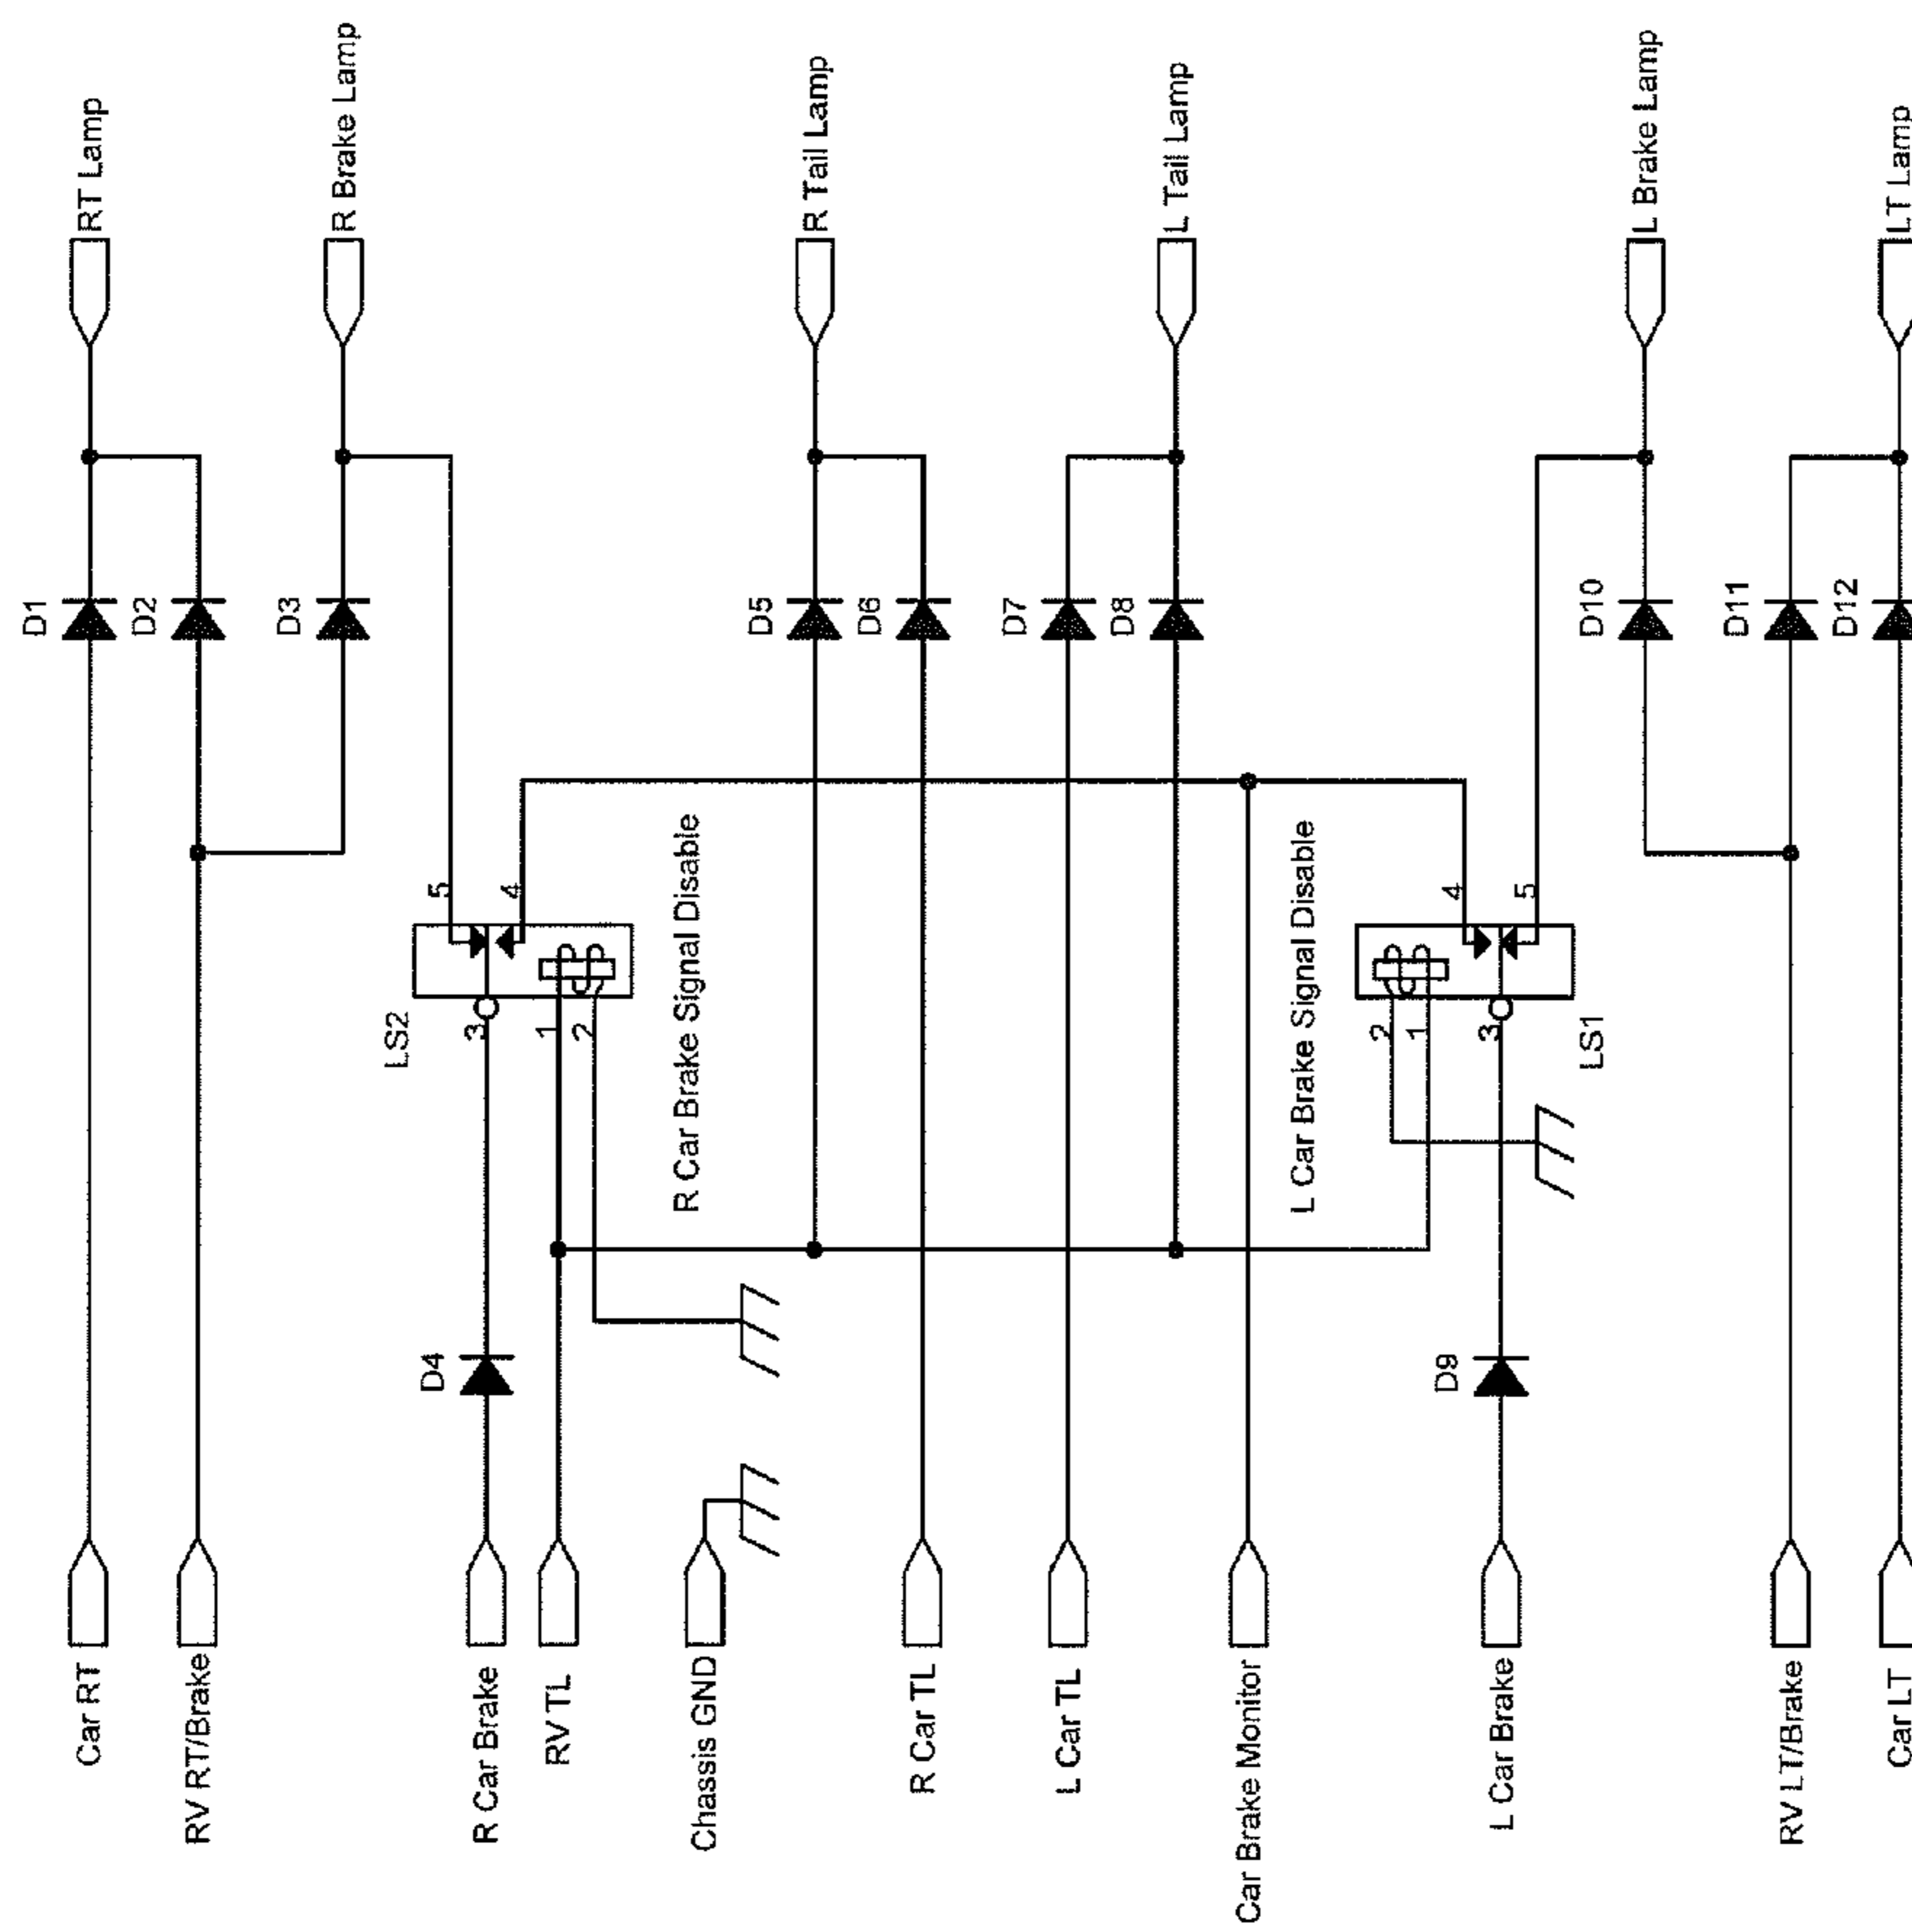 RT Lamp
R Brake Lamp
R Tail Lamp
L Tail Lamp
L Brake Lamp
LT Lamp
D1
D2
D3
D5
D6
D7
D8
D10
D11
D12
5
4
4
5
LS2
3
1
2
R Car Brake Signal Disable
L Car Brake Signal Disable
2
1
3
LS1
D4
D9
Car RT
RV RT/Brake
R Car Brake
RV TL
Chassis GND
R Car TL
L Car TL
Car Brake Monitor
L Car Brake
RV LT/Brake
Car LT